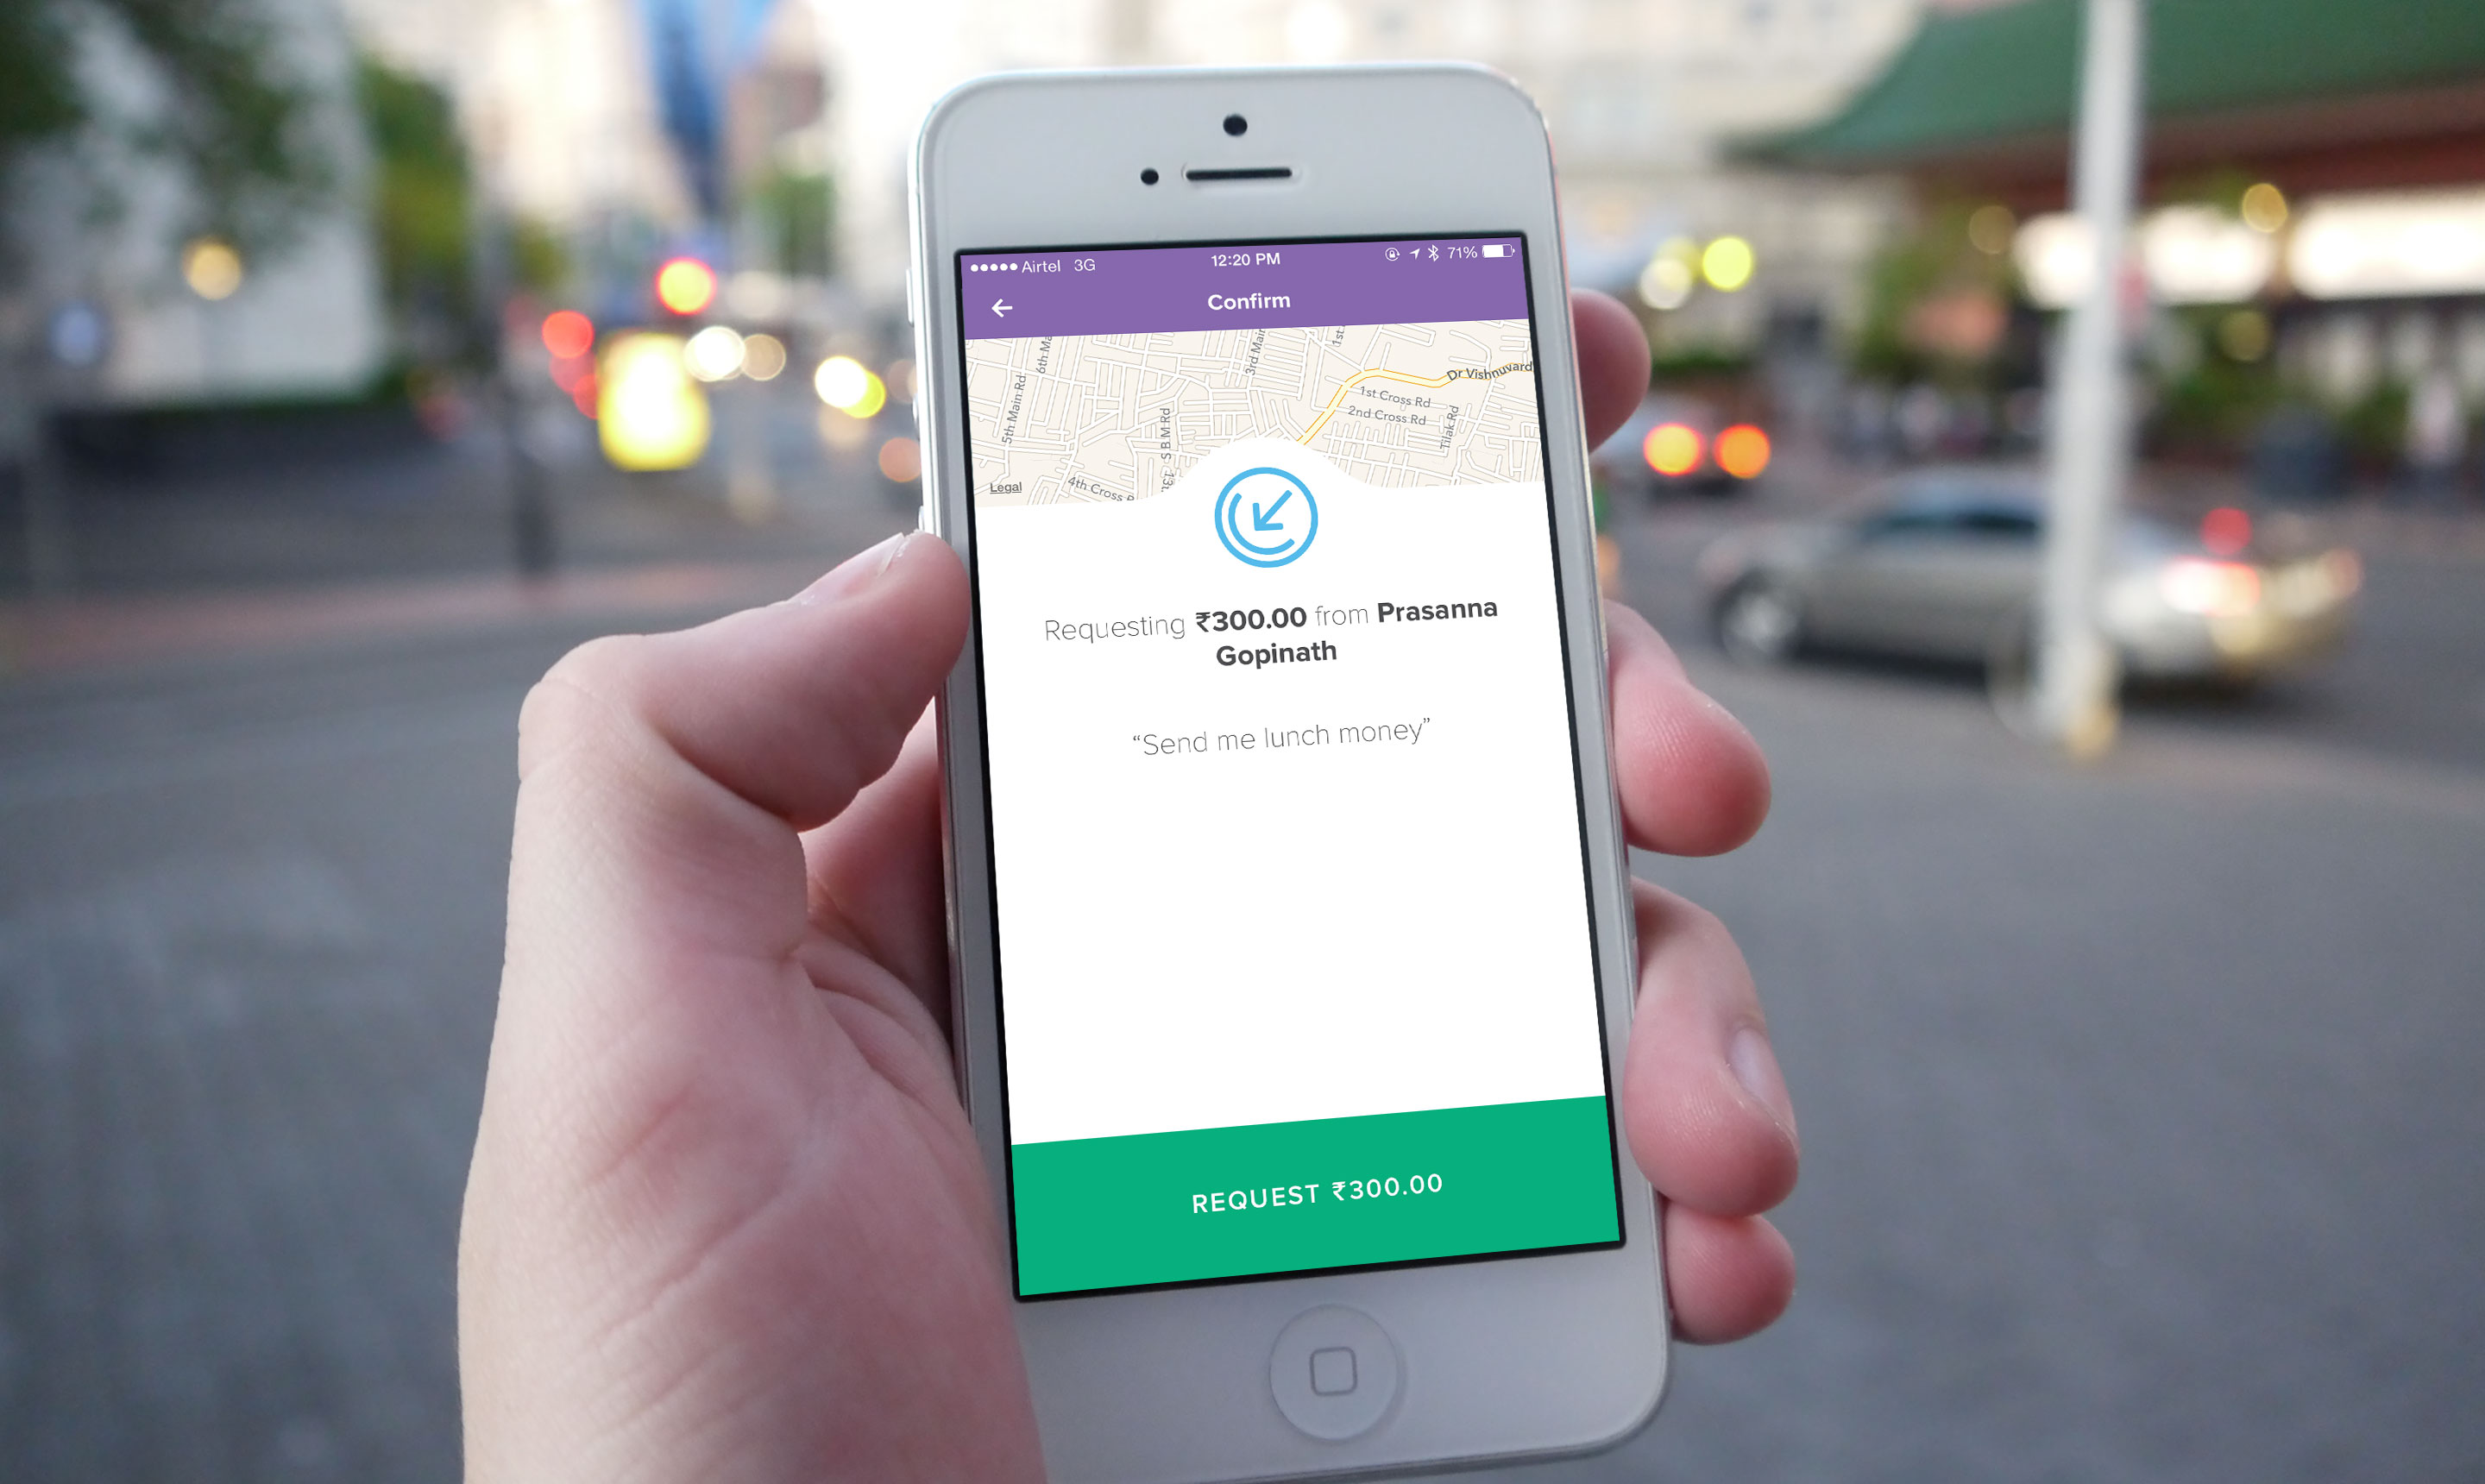 Airtel 3G 12:20 PM 71%
Confirm
6th Ma
3rd Main
1st
Dr Vishnuvard
5th Main Rd
1st Cross Rd
2nd Cross Rd
Tilak Rd
S B M Rd
Legal
4th Cross R
Requesting ₹300.00 from Prasanna
Gopinath
“Send me lunch money”
REQUEST ₹300.00